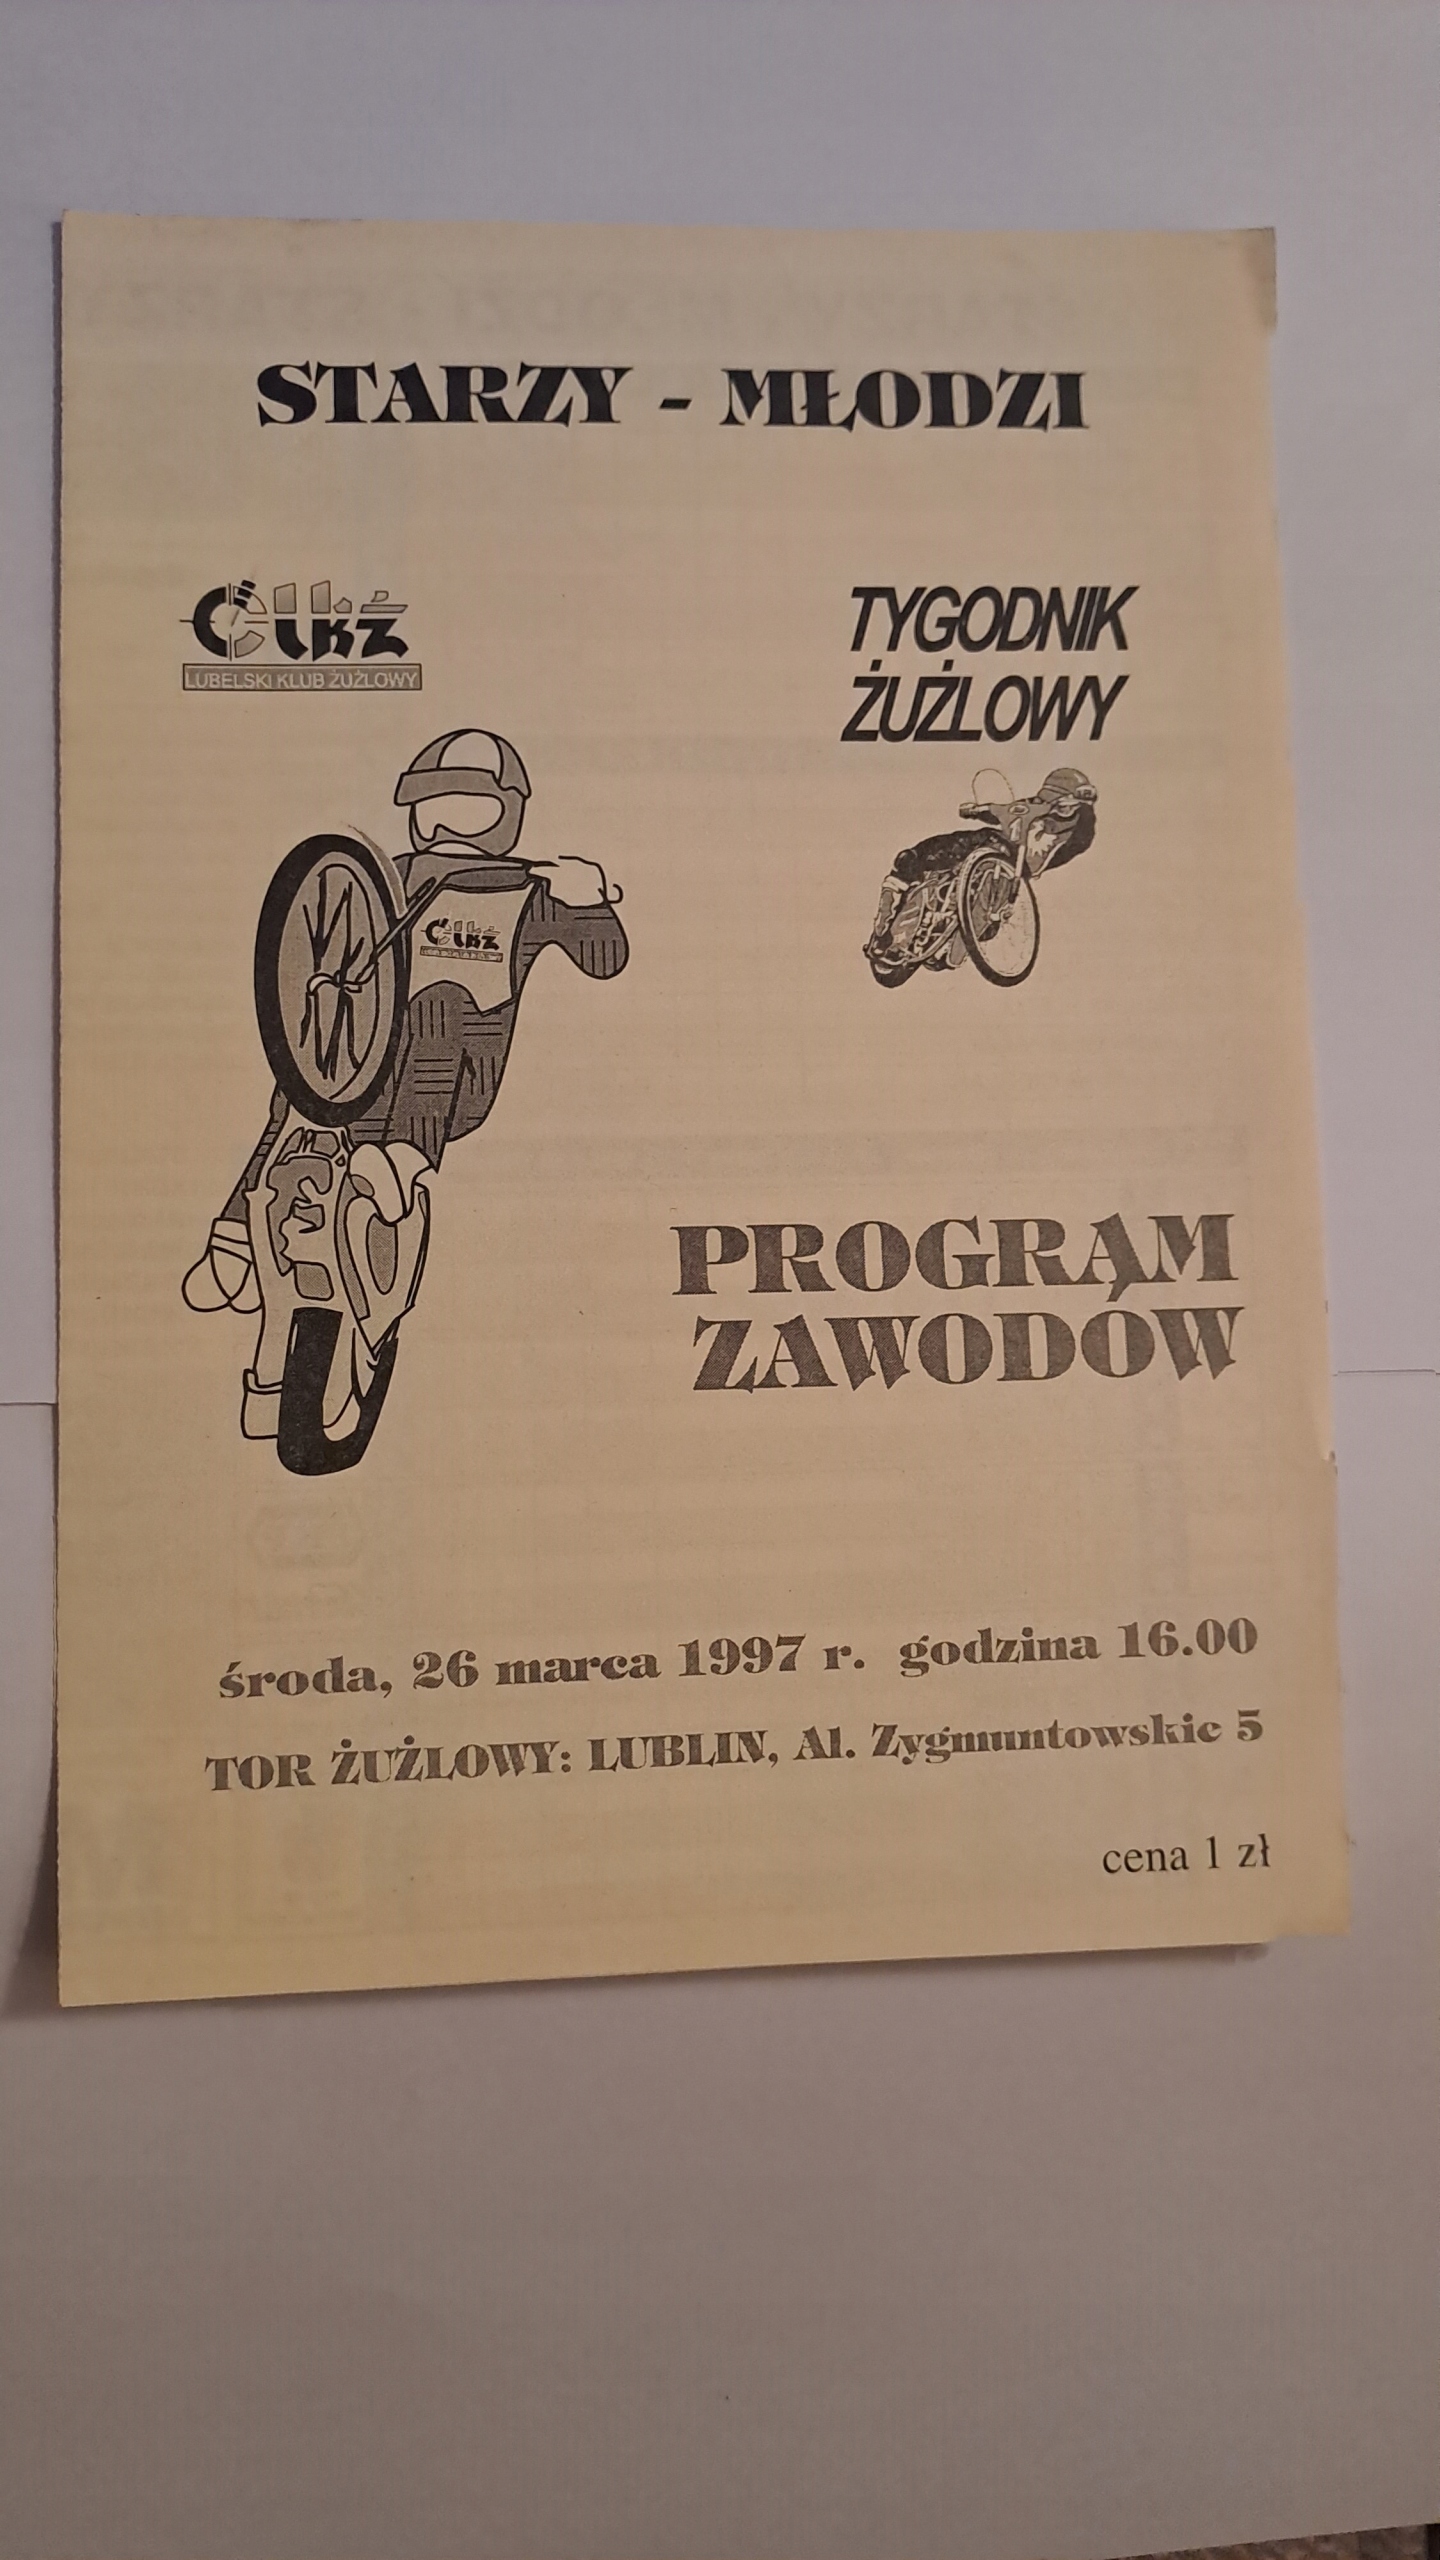 STARZY - MŁODZI
LKŻ
LUBELSKI KLUB ŻUŻLOWY
TYGODNIK
ŻUŻLOWY
LKŻ
PROGRAM
ZAWODÓW
środa, 26 marca 1997 r. godzina 16.00
TOR ŻUŻLOWY: LUBLIN, Al. Zygmuntowskie 5
cena 1 zł